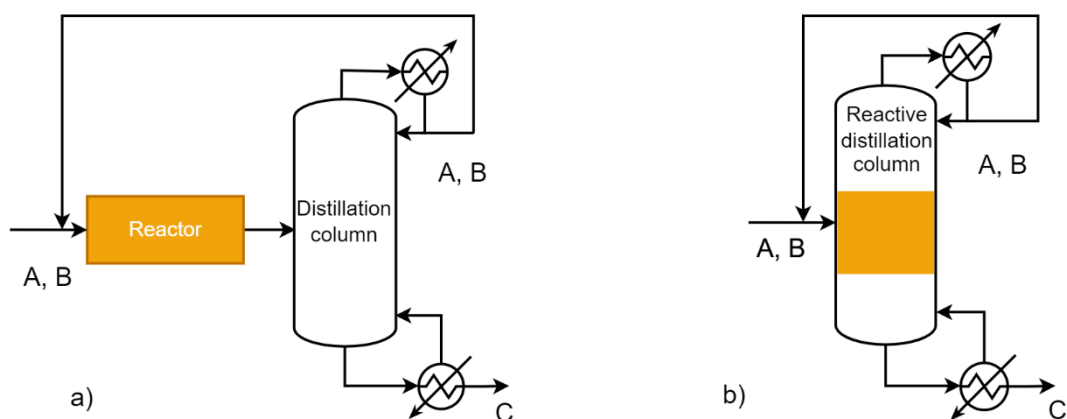 A, B
Reactor
Distillation
column
A, B
C
a)
Reactive
distillation
column
A, B
A, B
C
b)